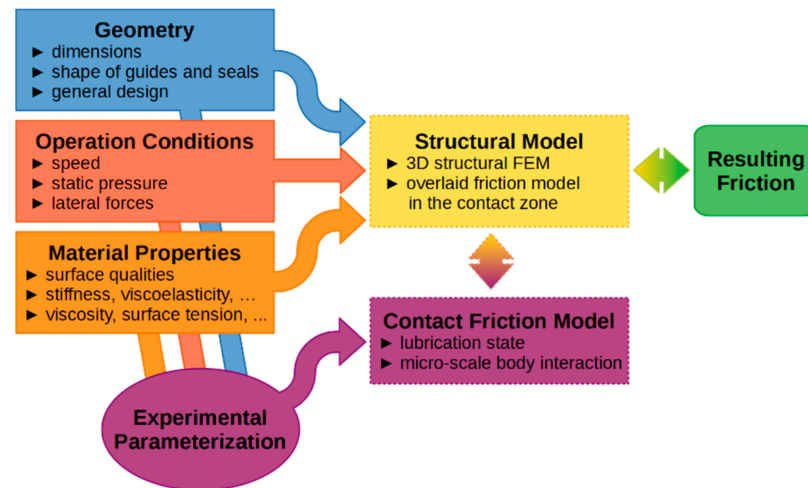 Geometry
► dimensions
► shape of guides and seals
► general design
Operation Conditions
► speed
► static pressure
► lateral forces
Material Properties
► surface qualities
► stiffness, viscoelasticity, …
► viscosity, surface tension, ...
Experimental
Parameterization
Structural Model
► 3D structural FEM
► overlaid friction model
in the contact zone
Contact Friction Model
► lubrication state
► micro-scale body interaction
Resulting
Friction